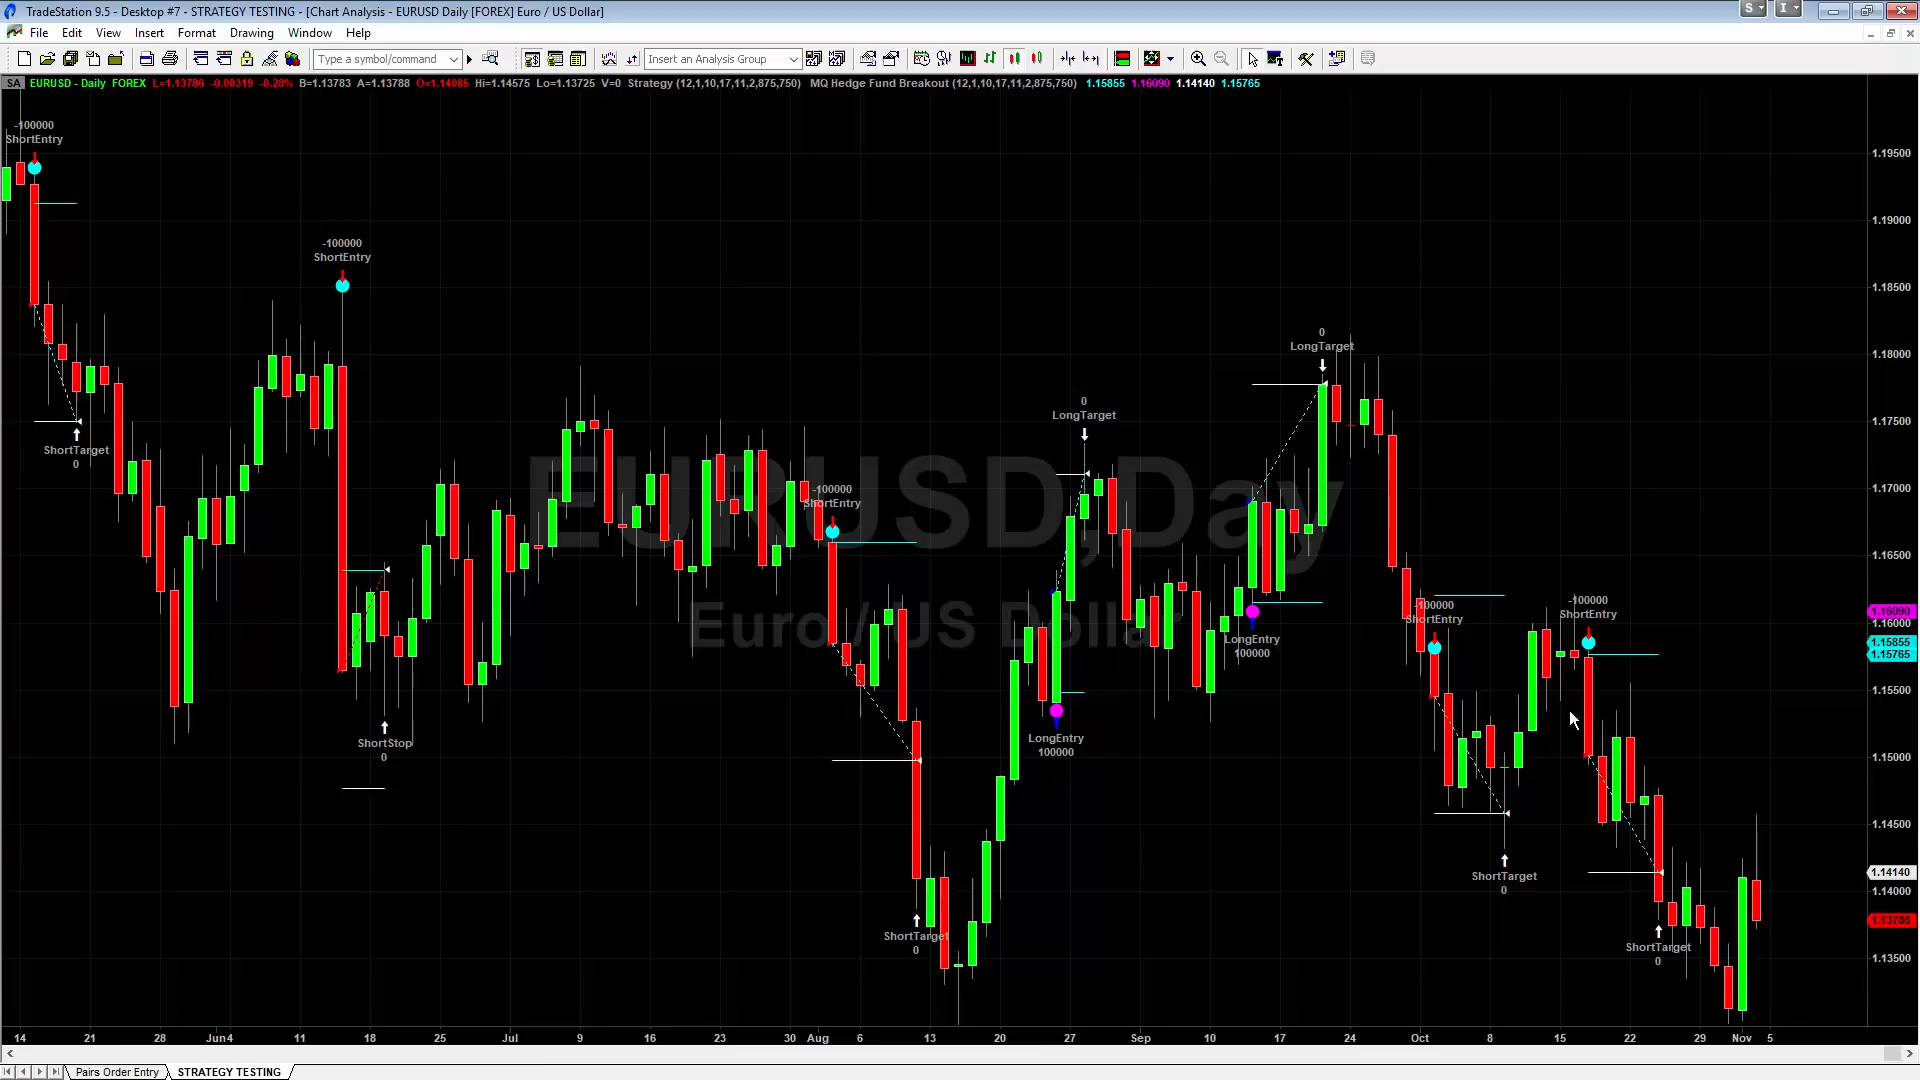 TradeStation 9.5 - Desktop #7 - STRATEGY TESTING - [Chart Analysis - EURUSD Daily [FOREX] Euro / US Dollar]
S
I
File Edit View Insert Format Drawing Window Help
Type a symbol/command
Insert an Analysis Group
SA EURUSD - Daily FOREX L=1.13786 -0.00319 -0.28% B=1.13783 A=1.13788 O=1.14085 Hi=1.14575 Lo=1.13725 V=0 Strategy (12,1,10,17,11,2,875,750) MQ Hedge Fund Breakout (12,1,10,17,11,2,875,750) 1.15855 1.16090 1.14140 1.15765
-100000
ShortEntry
ShortTarget
0
-100000
ShortEntry
ShortStop
0
-100000
ShortEntry
ShortTarget
0
0
LongTarget
LongEntry
100000
0
LongTarget
LongEntry
100000
-100000
ShortEntry
ShortTarget
0
-100000
ShortEntry
ShortTarget
0
EURUSD,Day
Euro / US Dollar
1.19500
1.19000
1.18500
1.18000
1.17500
1.17000
1.16500
1.16090
1.16000
1.15855
1.15765
1.15500
1.15000
1.14500
1.14140
1.14000
1.13786
1.13500
14 21 28 Jun4 11 18 25 Jul 9 16 23 30 Aug 6 13 20 27 Sep 10 17 24 Oct 8 15 22 29 Nov 5
Pairs Order Entry STRATEGY TESTING